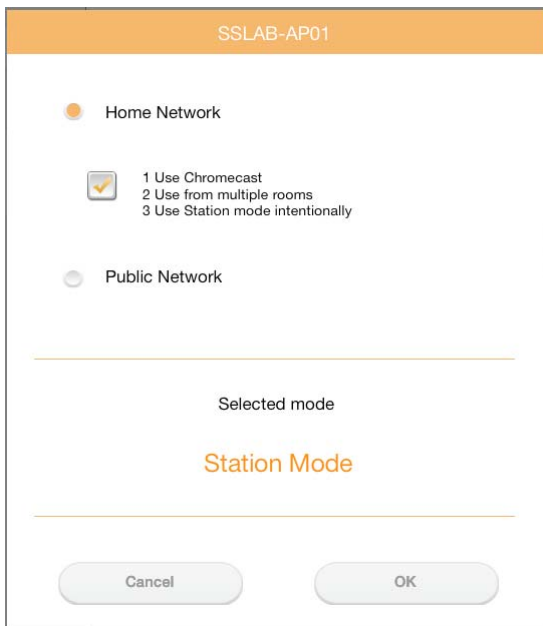 SSLAB-AP01
Home Network
1 Use Chromecast
2 Use from multiple rooms
3 Use Station mode intentionally
Public Network
Selected mode
Station Mode
Cancel
OK